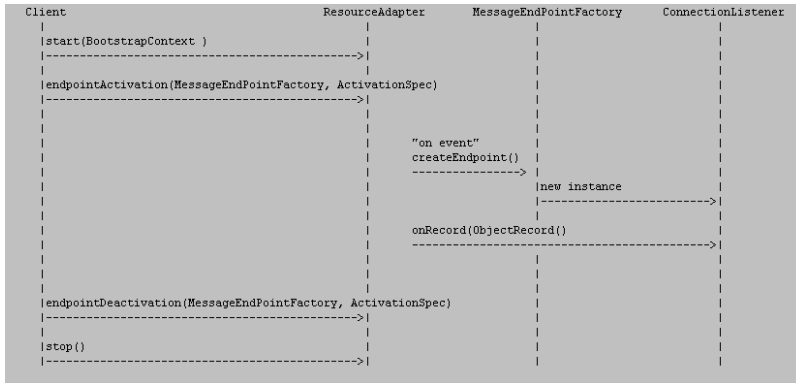 Client ResourceAdapter MessageEndPointFactory ConnectionListener
start(BootstrapContext )
endpointActivation(MessageEndPointFactory, ActivationSpec)
"on event"
createEndpoint()
new instance
onRecord(ObjectRecord()
endpointDeactivation(MessageEndPointFactory, ActivationSpec)
stop()